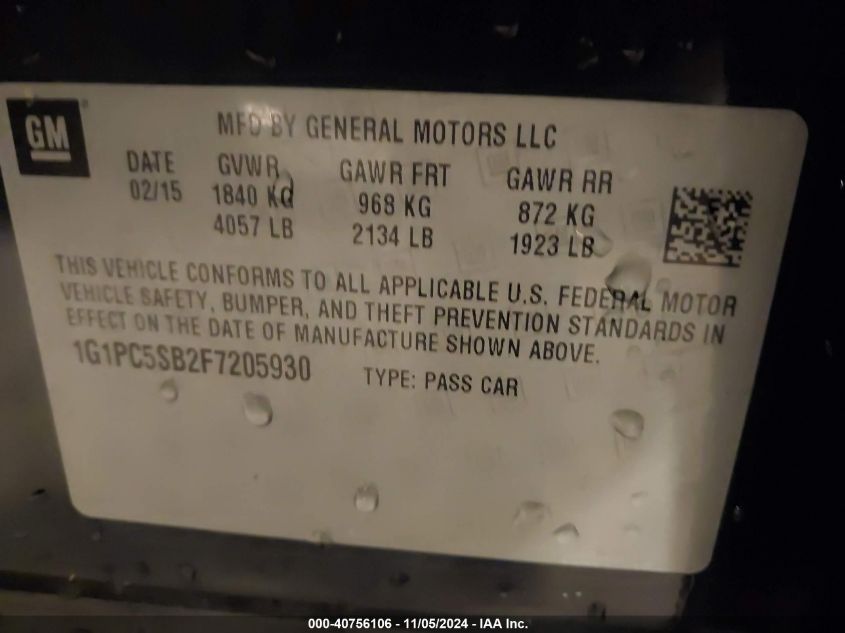 GM®
MFD BY GENERAL MOTORS LLC
DATE GVWR GAWR FRT GAWR RR
02/15 1840 KG 968 KG 872 KG
4057 LB 2134 LB 1923 LB
THIS VEHICLE CONFORMS TO ALL APPLICABLE U.S. FEDERAL MOTOR
VEHICLE SAFETY, BUMPER, AND THEFT PREVENTION STANDARDS IN
EFFECT ON THE DATE OF MANUFACTURE SHOWN ABOVE.
1G1PC5SB2F7205930 TYPE: PASS CAR
000-40756106 - 11/05/2024 - IAA Inc.